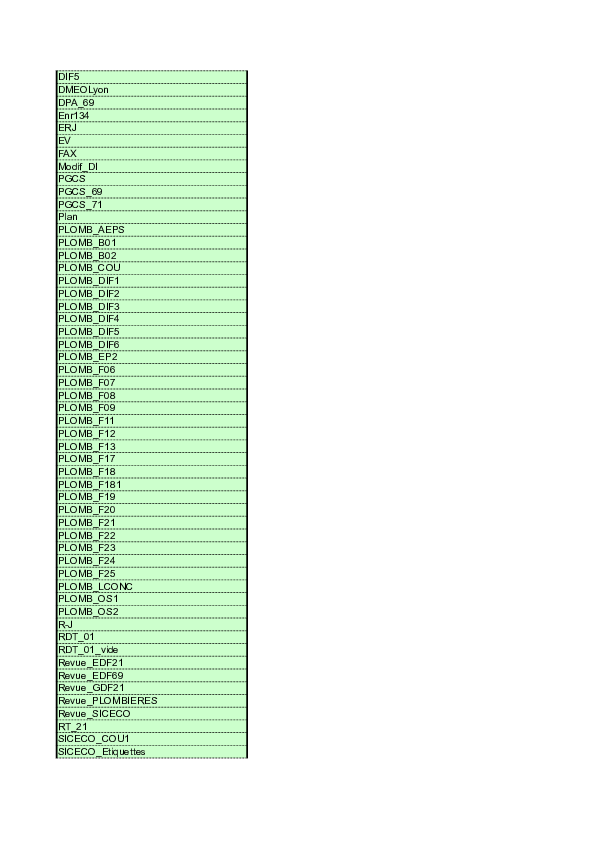 DIF5
DMEOLyon
DPA_69
Enr134
ERJ
EV
FAX
Modif_DI
PGCS
PGCS_69
PGCS_71
Plan
PLOMB_AEPS
PLOMB_B01
PLOMB_B02
PLOMB_COU
PLOMB_DIF1
PLOMB_DIF2
PLOMB_DIF3
PLOMB_DIF4
PLOMB_DIF5
PLOMB_DIF6
PLOMB_EP2
PLOMB_F06
PLOMB_F07
PLOMB_F08
PLOMB_F09
PLOMB_F11
PLOMB_F12
PLOMB_F13
PLOMB_F17
PLOMB_F18
PLOMB_F181
PLOMB_F19
PLOMB_F20
PLOMB_F21
PLOMB_F22
PLOMB_F23
PLOMB_F24
PLOMB_F25
PLOMB_LCONC
PLOMB_OS1
PLOMB_OS2
R-J
RDT_01
RDT_01_vide
Revue_EDF21
Revue_EDF69
Revue_GDF21
Revue_PLOMBIERES
Revue_SICECO
RT_21
SICECO_COU1
SICECO_Etiquettes